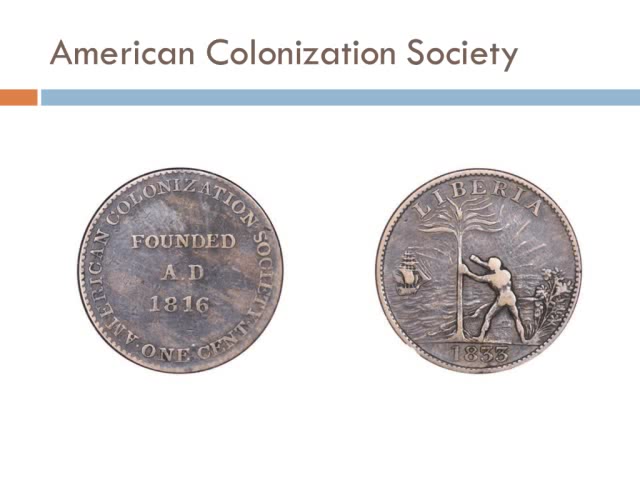 American Colonization Society
AMERICAN COLONIZATION SOCIETY
FOUNDED
A.D
1816
ONE CENT
LIBERIA
1833